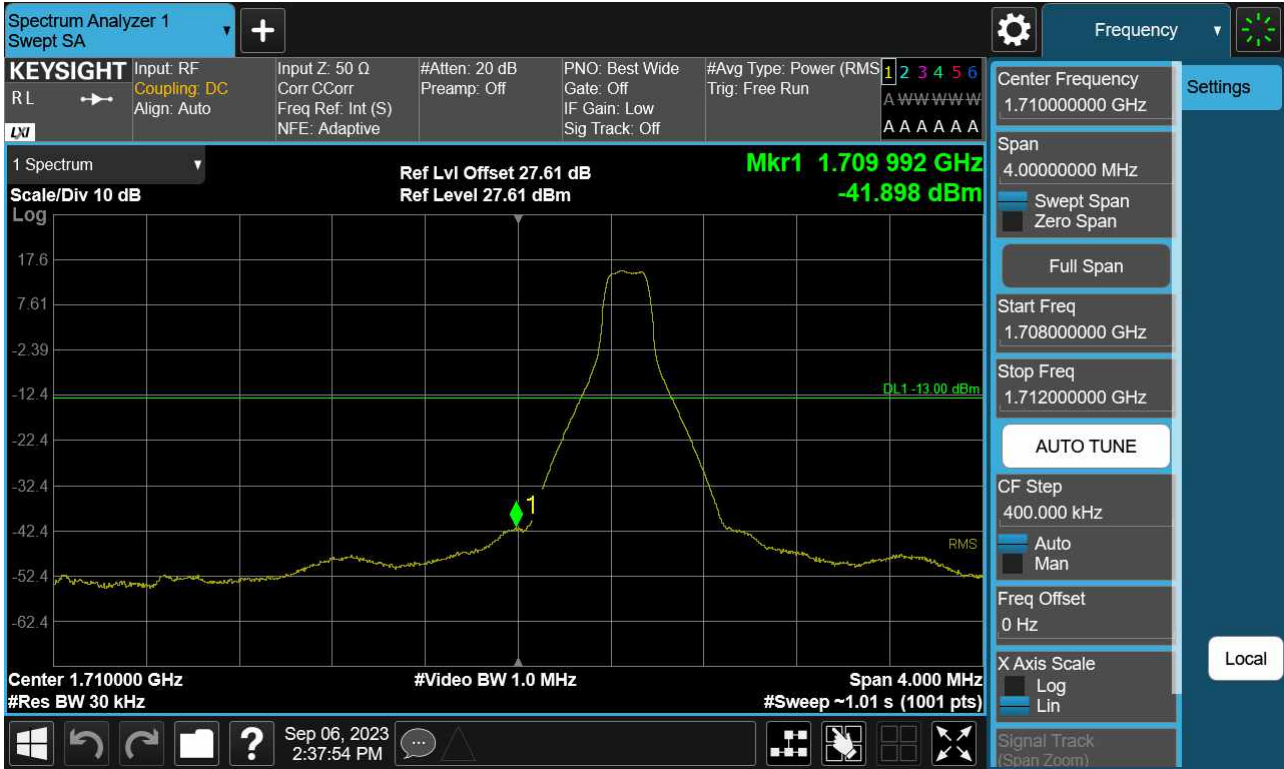 Spectrum Analyzer 1
Swept SA
Frequency
KEYSIGHT
RL
LXI
Input: RF
Coupling: DC
Align: Auto
Input Z: 50 Ω
Corr CCorr
Freq Ref: Int (S)
NFE: Adaptive
#Atten: 20 dB
Preamp: Off
PNO: Best Wide
Gate: Off
IF Gain: Low
Sig Track: Off
#Avg Type: Power (RMS
Trig: Free Run
1 2 3 4 5 6
A W W W W W
A A A A A A
1 Spectrum
Scale/Div 10 dB
Log
Ref Lvl Offset 27.61 dB
Ref Level 27.61 dBm
Mkr1 1.709 992 GHz
-41.898 dBm
17.6
7.61
-2.39
-12.4
DL1 -13.00 dBm
-22.4
-32.4
1
-42.4
RMS
-52.4
-62.4
Center 1.710000 GHz
#Video BW 1.0 MHz
Span 4.000 MHz
#Res BW 30 kHz
#Sweep ~1.01 s (1001 pts)
Center Frequency
1.710000000 GHz
Settings
Span
4.00000000 MHz
Swept Span
Zero Span
Full Span
Start Freq
1.708000000 GHz
Stop Freq
1.712000000 GHz
AUTO TUNE
CF Step
400.000 kHz
Auto
Man
Freq Offset
0 Hz
X Axis Scale
Log
Lin
Local
Signal Track
(Span Zoom)
?
Sep 06, 2023
2:37:54 PM